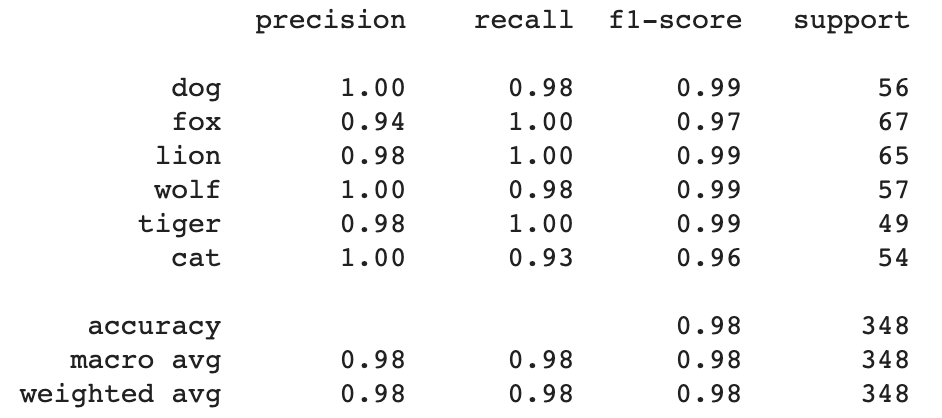 precision recall f1-score support
dog 1.00 0.98 0.99 56
fox 0.94 1.00 0.97 67
lion 0.98 1.00 0.99 65
wolf 1.00 0.98 0.99 57
tiger 0.98 1.00 0.99 49
cat 1.00 0.93 0.96 54
accuracy 0.98 348
macro avg 0.98 0.98 0.98 348
weighted avg 0.98 0.98 0.98 348